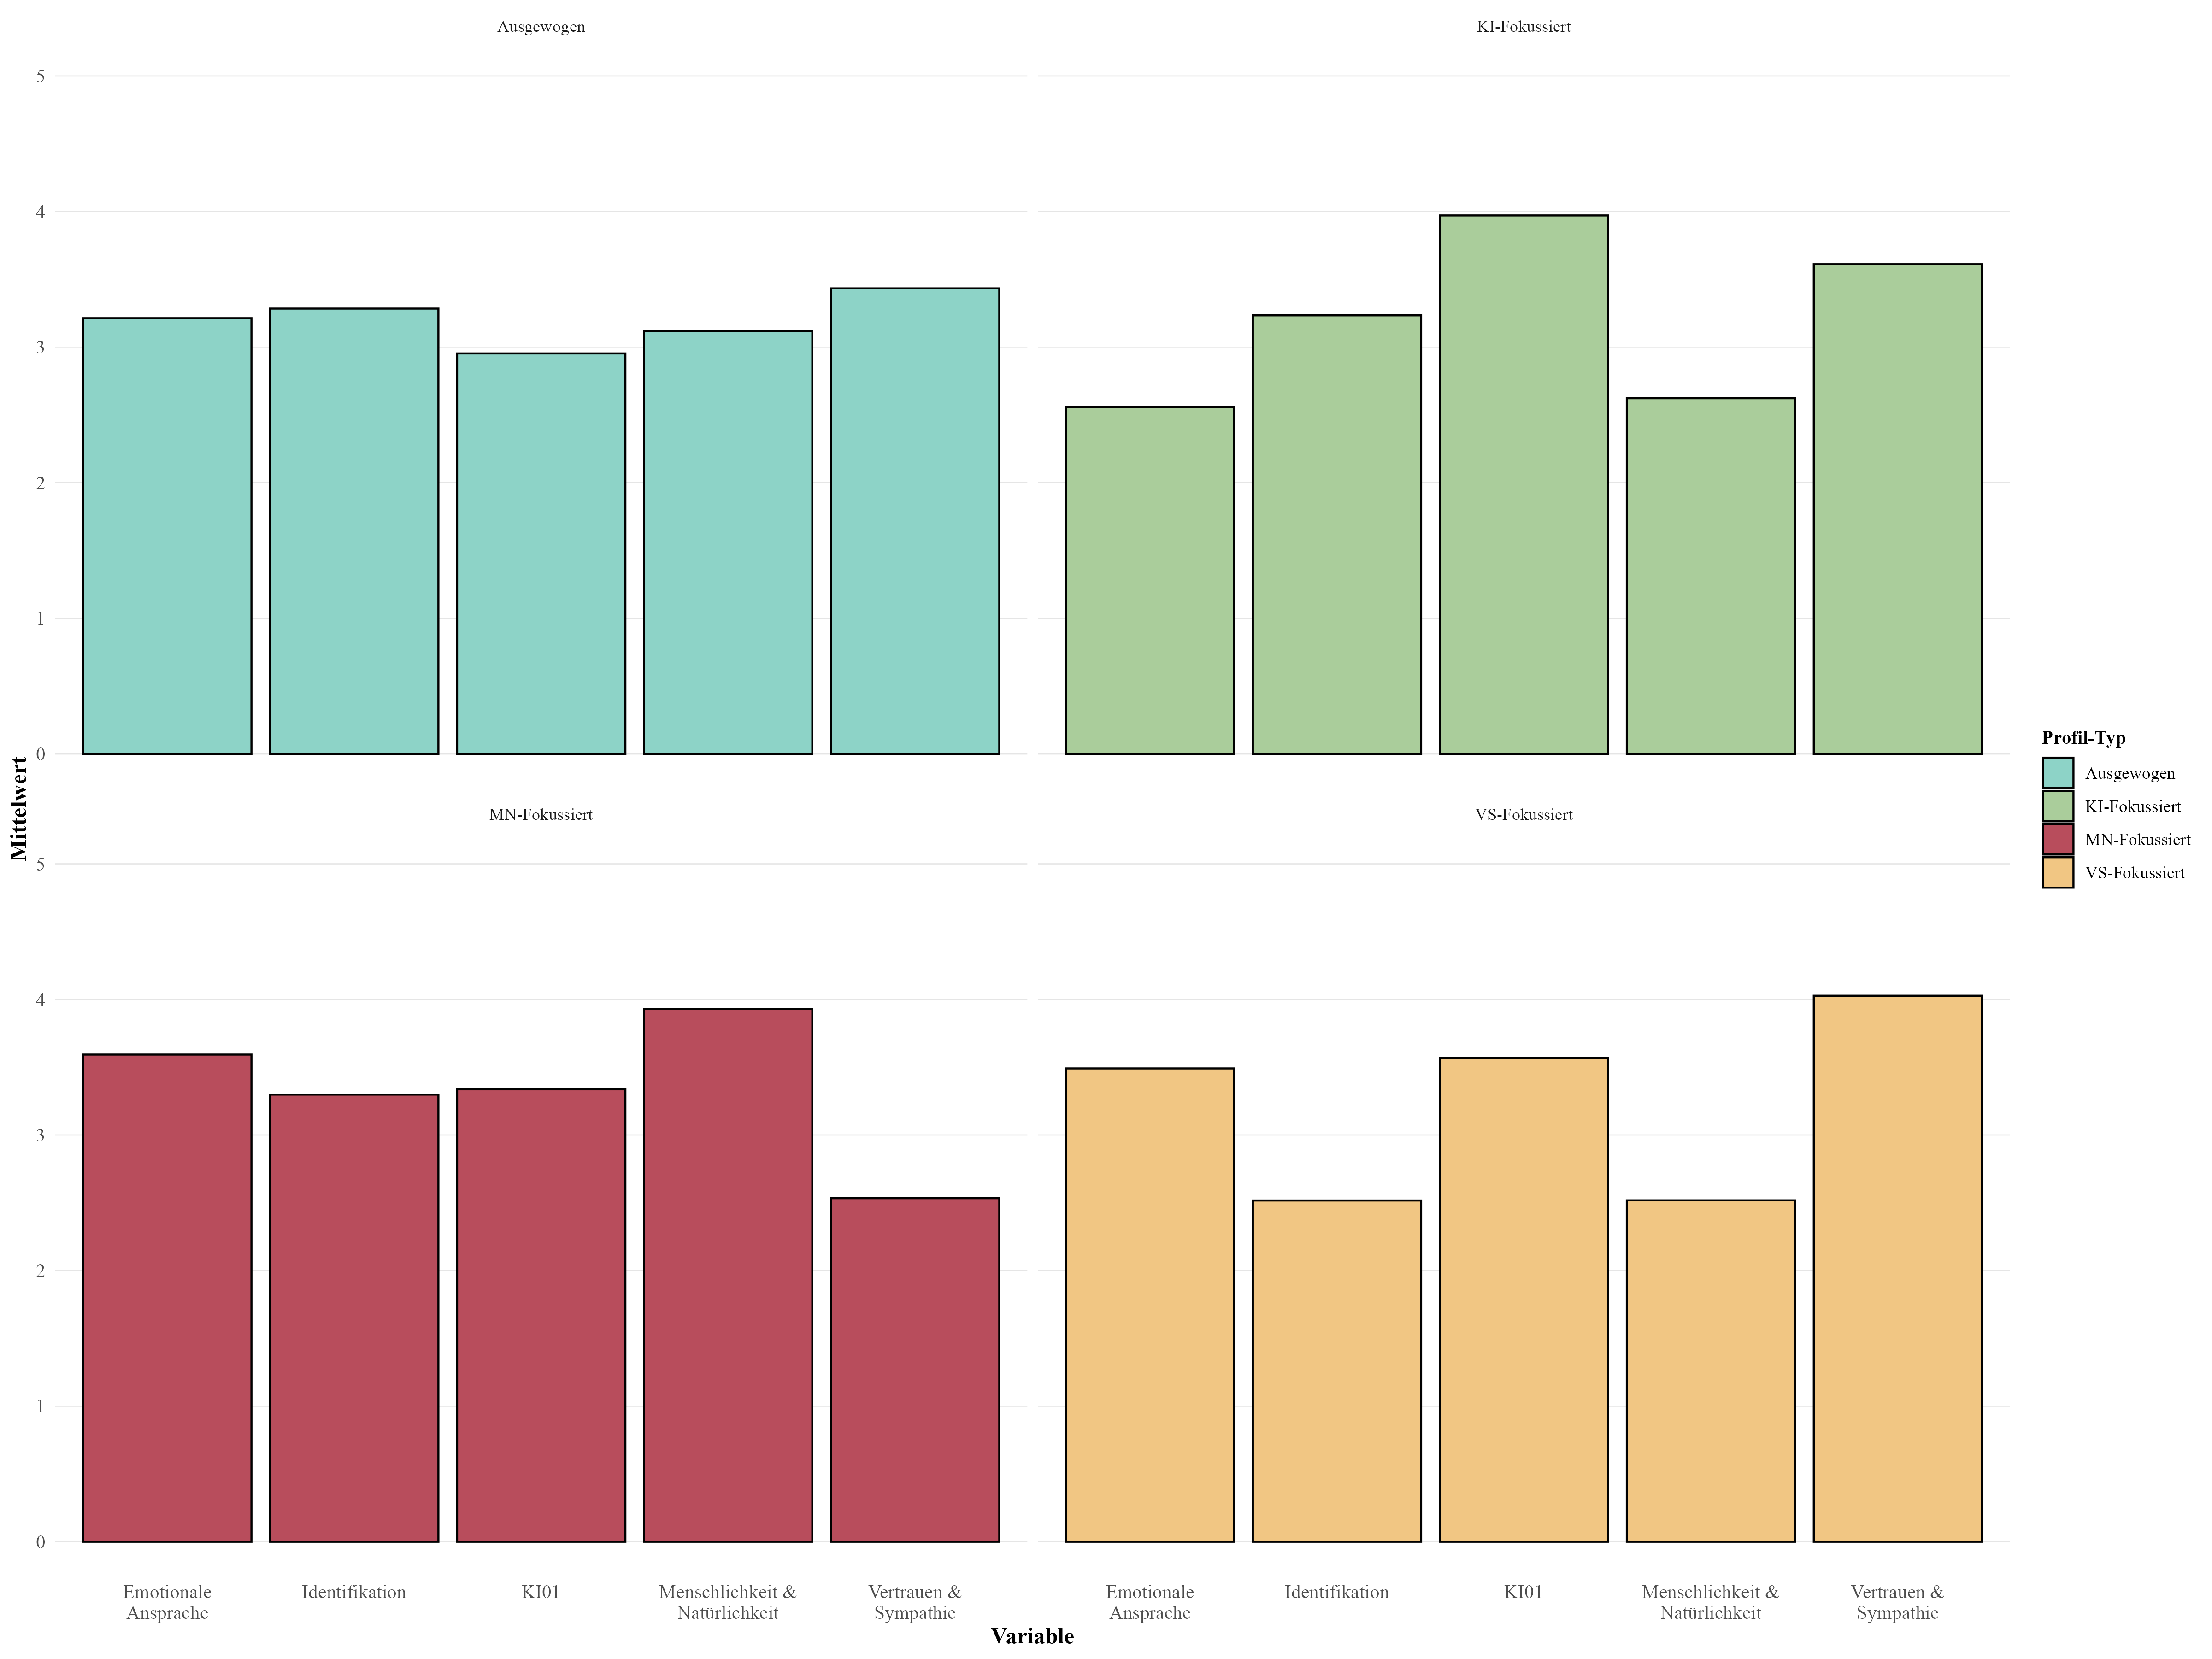 Ausgewogen
KI-Fokussiert
5
4
3
2
1
0
MN-Fokussiert
VS-Fokussiert
5
4
3
2
1
0
Mittelwert
Emotionale
Ansprache
Identifikation
KI01
Menschlichkeit &
Natürlichkeit
Vertrauen &
Sympathie
Emotionale
Ansprache
Identifikation
KI01
Menschlichkeit &
Natürlichkeit
Vertrauen &
Sympathie
Variable
Profil-Typ
Ausgewogen
KI-Fokussiert
MN-Fokussiert
VS-Fokussiert